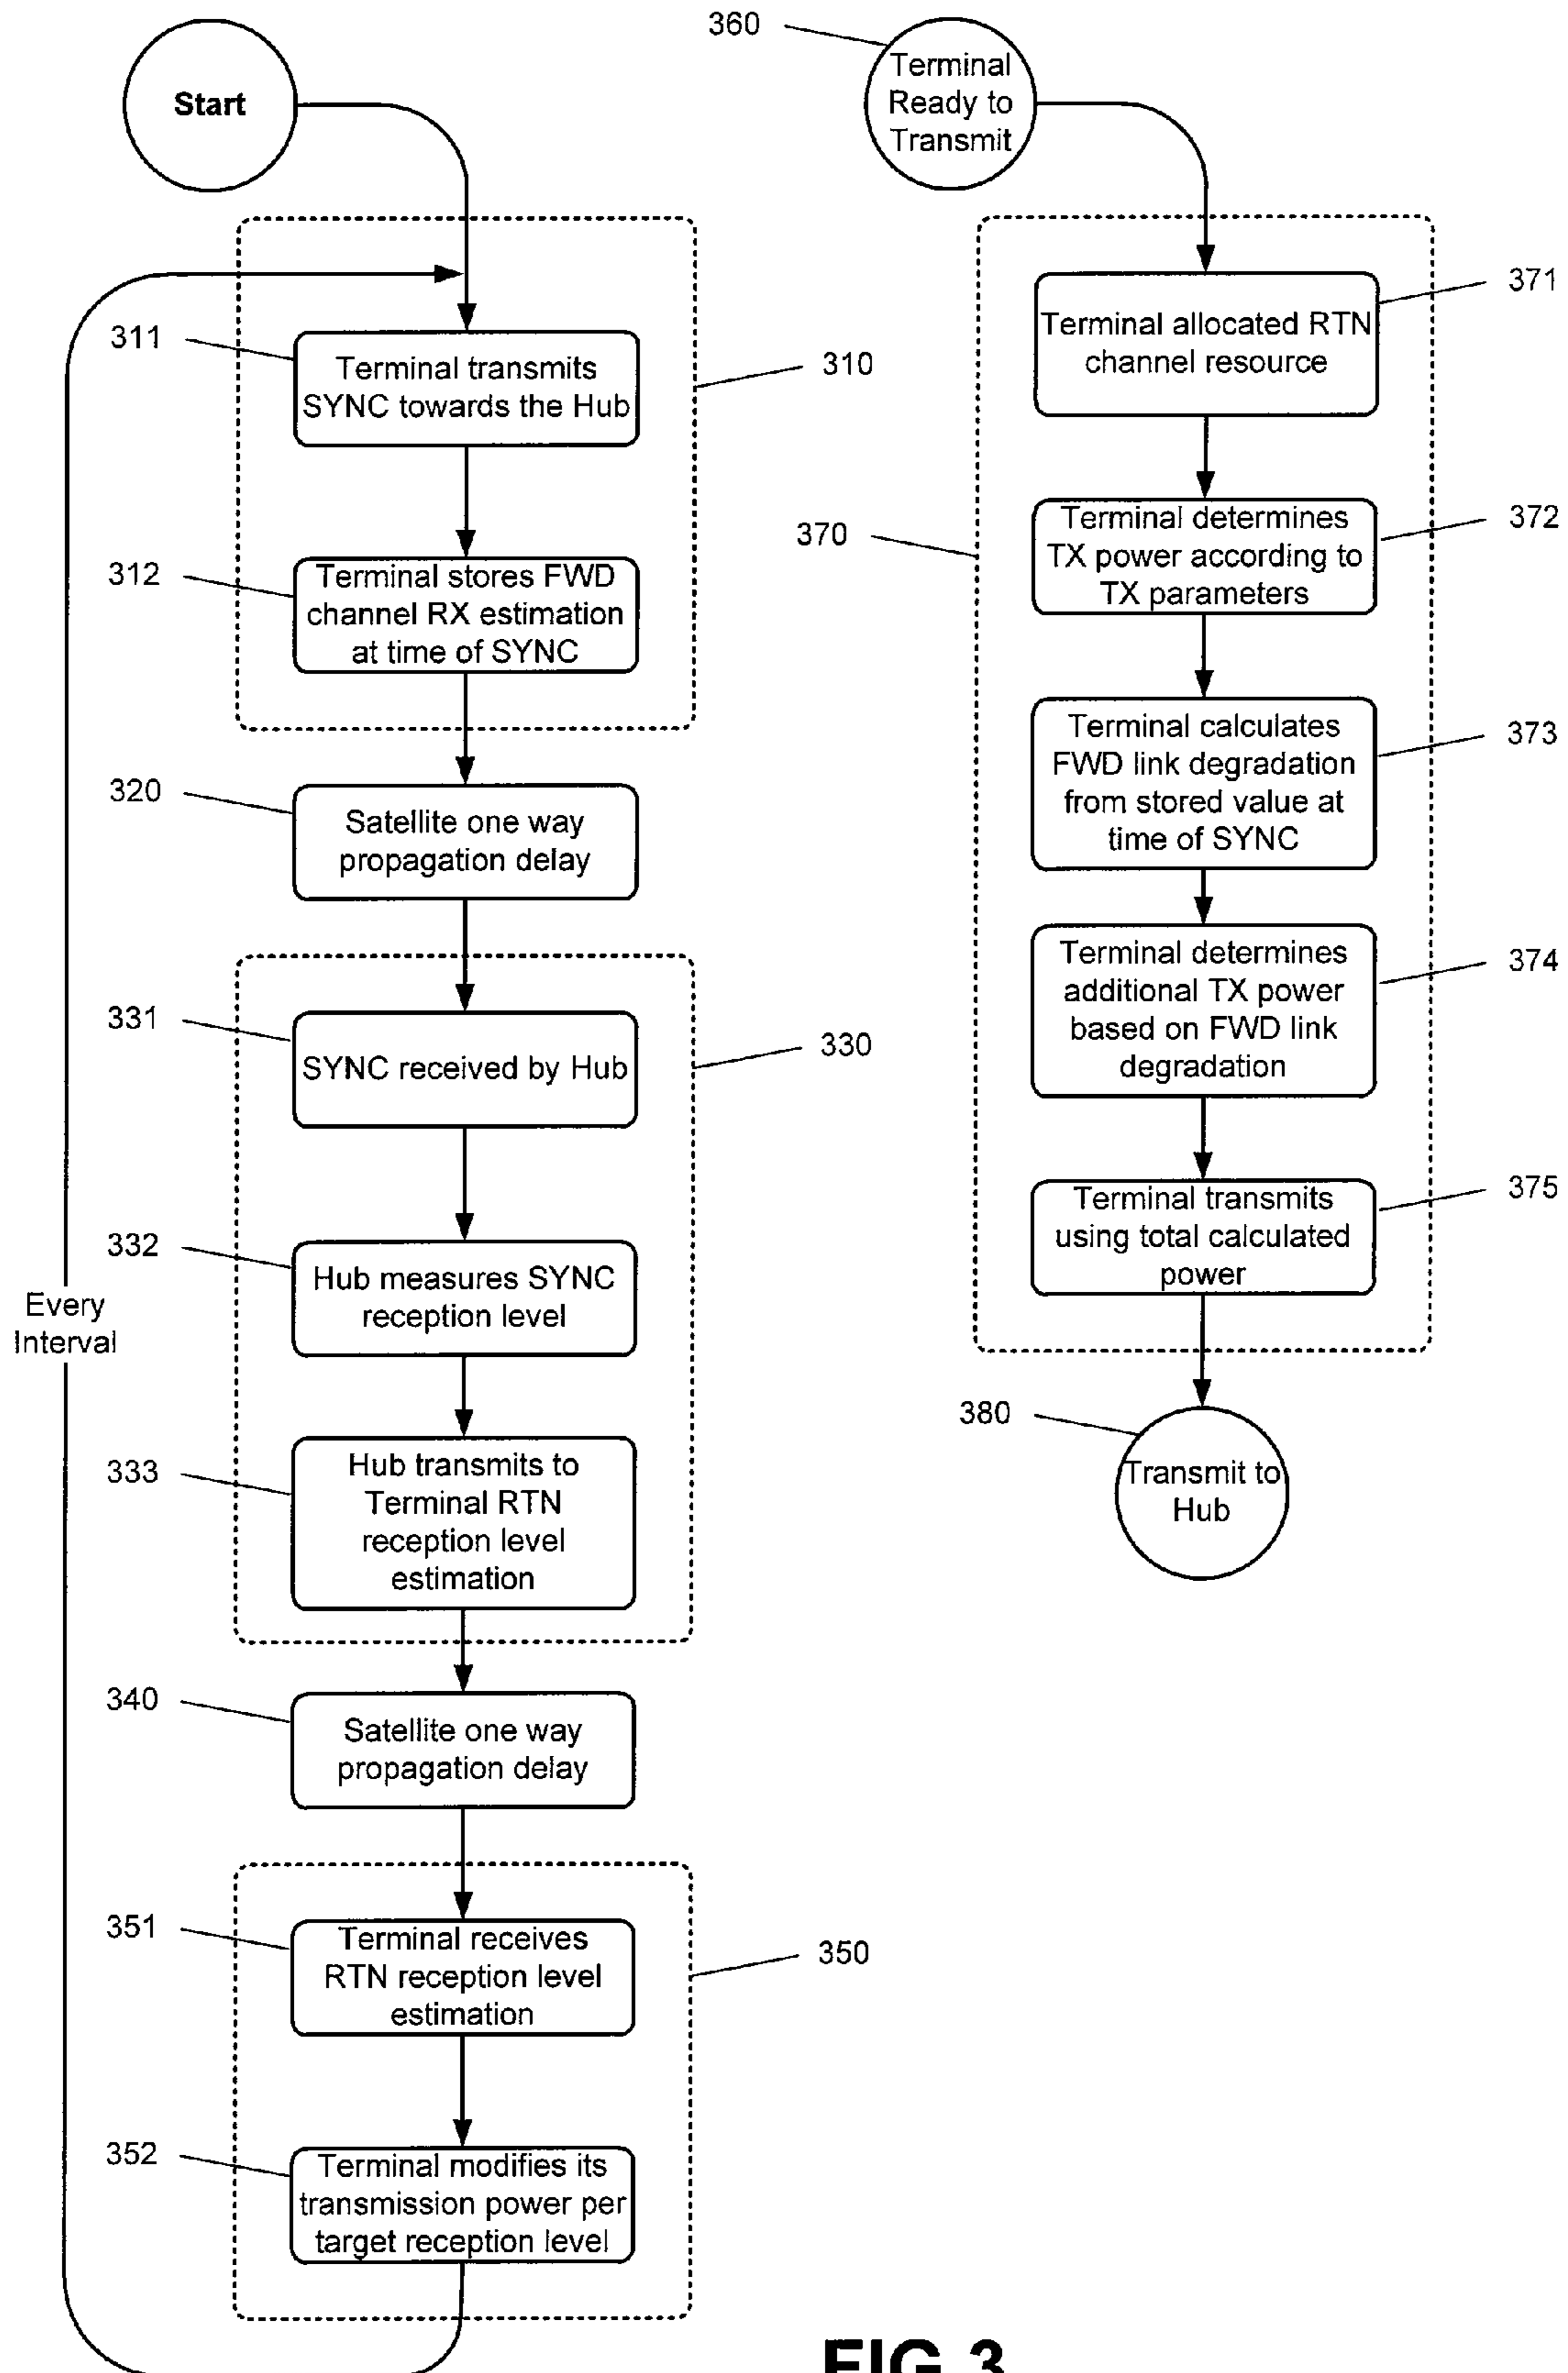 Start
311
Terminal transmits
SYNC towards the Hub
310
312
Terminal stores FWD
channel RX estimation
at time of SYNC
320
Satellite one way
propagation delay
331
SYNC received by Hub
330
332
Hub measures SYNC
reception level
Every
Interval
333
Hub transmits to
Terminal RTN
reception level
estimation
340
Satellite one way
propagation delay
351
Terminal receives
RTN reception level
estimation
350
352
Terminal modifies its
transmission power per
target reception level
360
Terminal
Ready to
Transmit
371
Terminal allocated RTN
channel resource
370
372
Terminal determines
TX power according to
TX parameters
373
Terminal calculates
FWD link degradation
from stored value at
time of SYNC
374
Terminal determines
additional TX power
based on FWD link
degradation
375
Terminal transmits
using total calculated
power
380
Transmit to
Hub
FIG 3